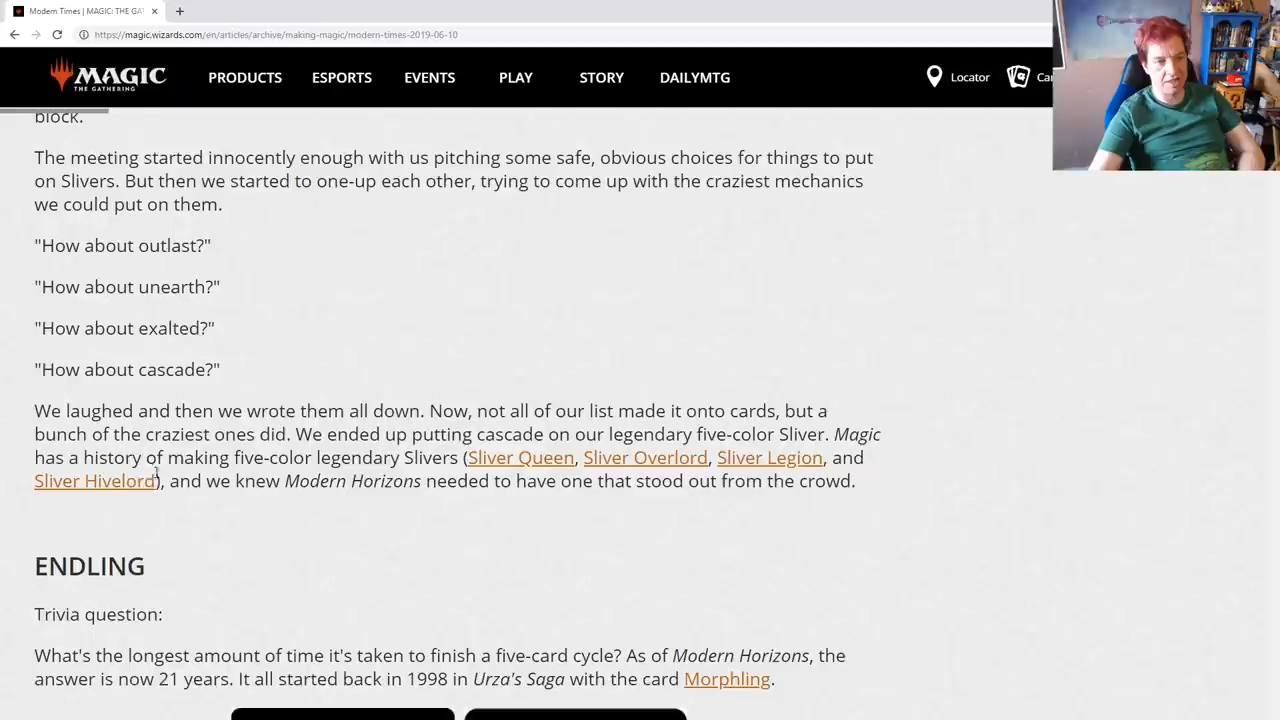 Modern Times | MAGIC: THE GA
https://magic.wizards.com/en/articles/archive/making-magic/modern-times-2019-06-10
MAGIC
THE GATHERING
PRODUCTS
ESPORTS
EVENTS
PLAY
STORY
DAILYMTG
Locator
Car
block.
The meeting started innocently enough with us pitching some safe, obvious choices for things to put
on Slivers. But then we started to one-up each other, trying to come up with the craziest mechanics
we could put on them.
"How about outlast?"
"How about unearth?"
"How about exalted?"
"How about cascade?"
We laughed and then we wrote them all down. Now, not all of our list made it onto cards, but a
bunch of the craziest ones did. We ended up putting cascade on our legendary five-color Sliver. Magic
has a history of making five-color legendary Slivers (Sliver Queen, Sliver Overlord, Sliver Legion, and
Sliver Hivelord), and we knew Modern Horizons needed to have one that stood out from the crowd.
ENDLING
Trivia question:
What's the longest amount of time it's taken to finish a five-card cycle? As of Modern Horizons, the
answer is now 21 years. It all started back in 1998 in Urza's Saga with the card Morphling.